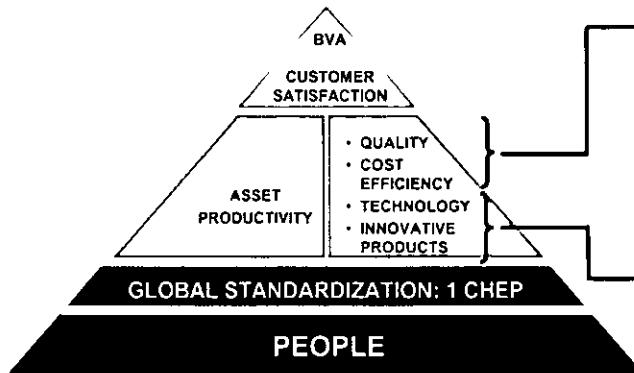 BVA
CUSTOMER
SATISFACTION
ASSET
PRODUCTIVITY
• QUALITY
• COST
EFFICIENCY
• TECHNOLOGY
• INNOVATIVE
PRODUCTS
GLOBAL STANDARDIZATION: 1 CHEP
PEOPLE